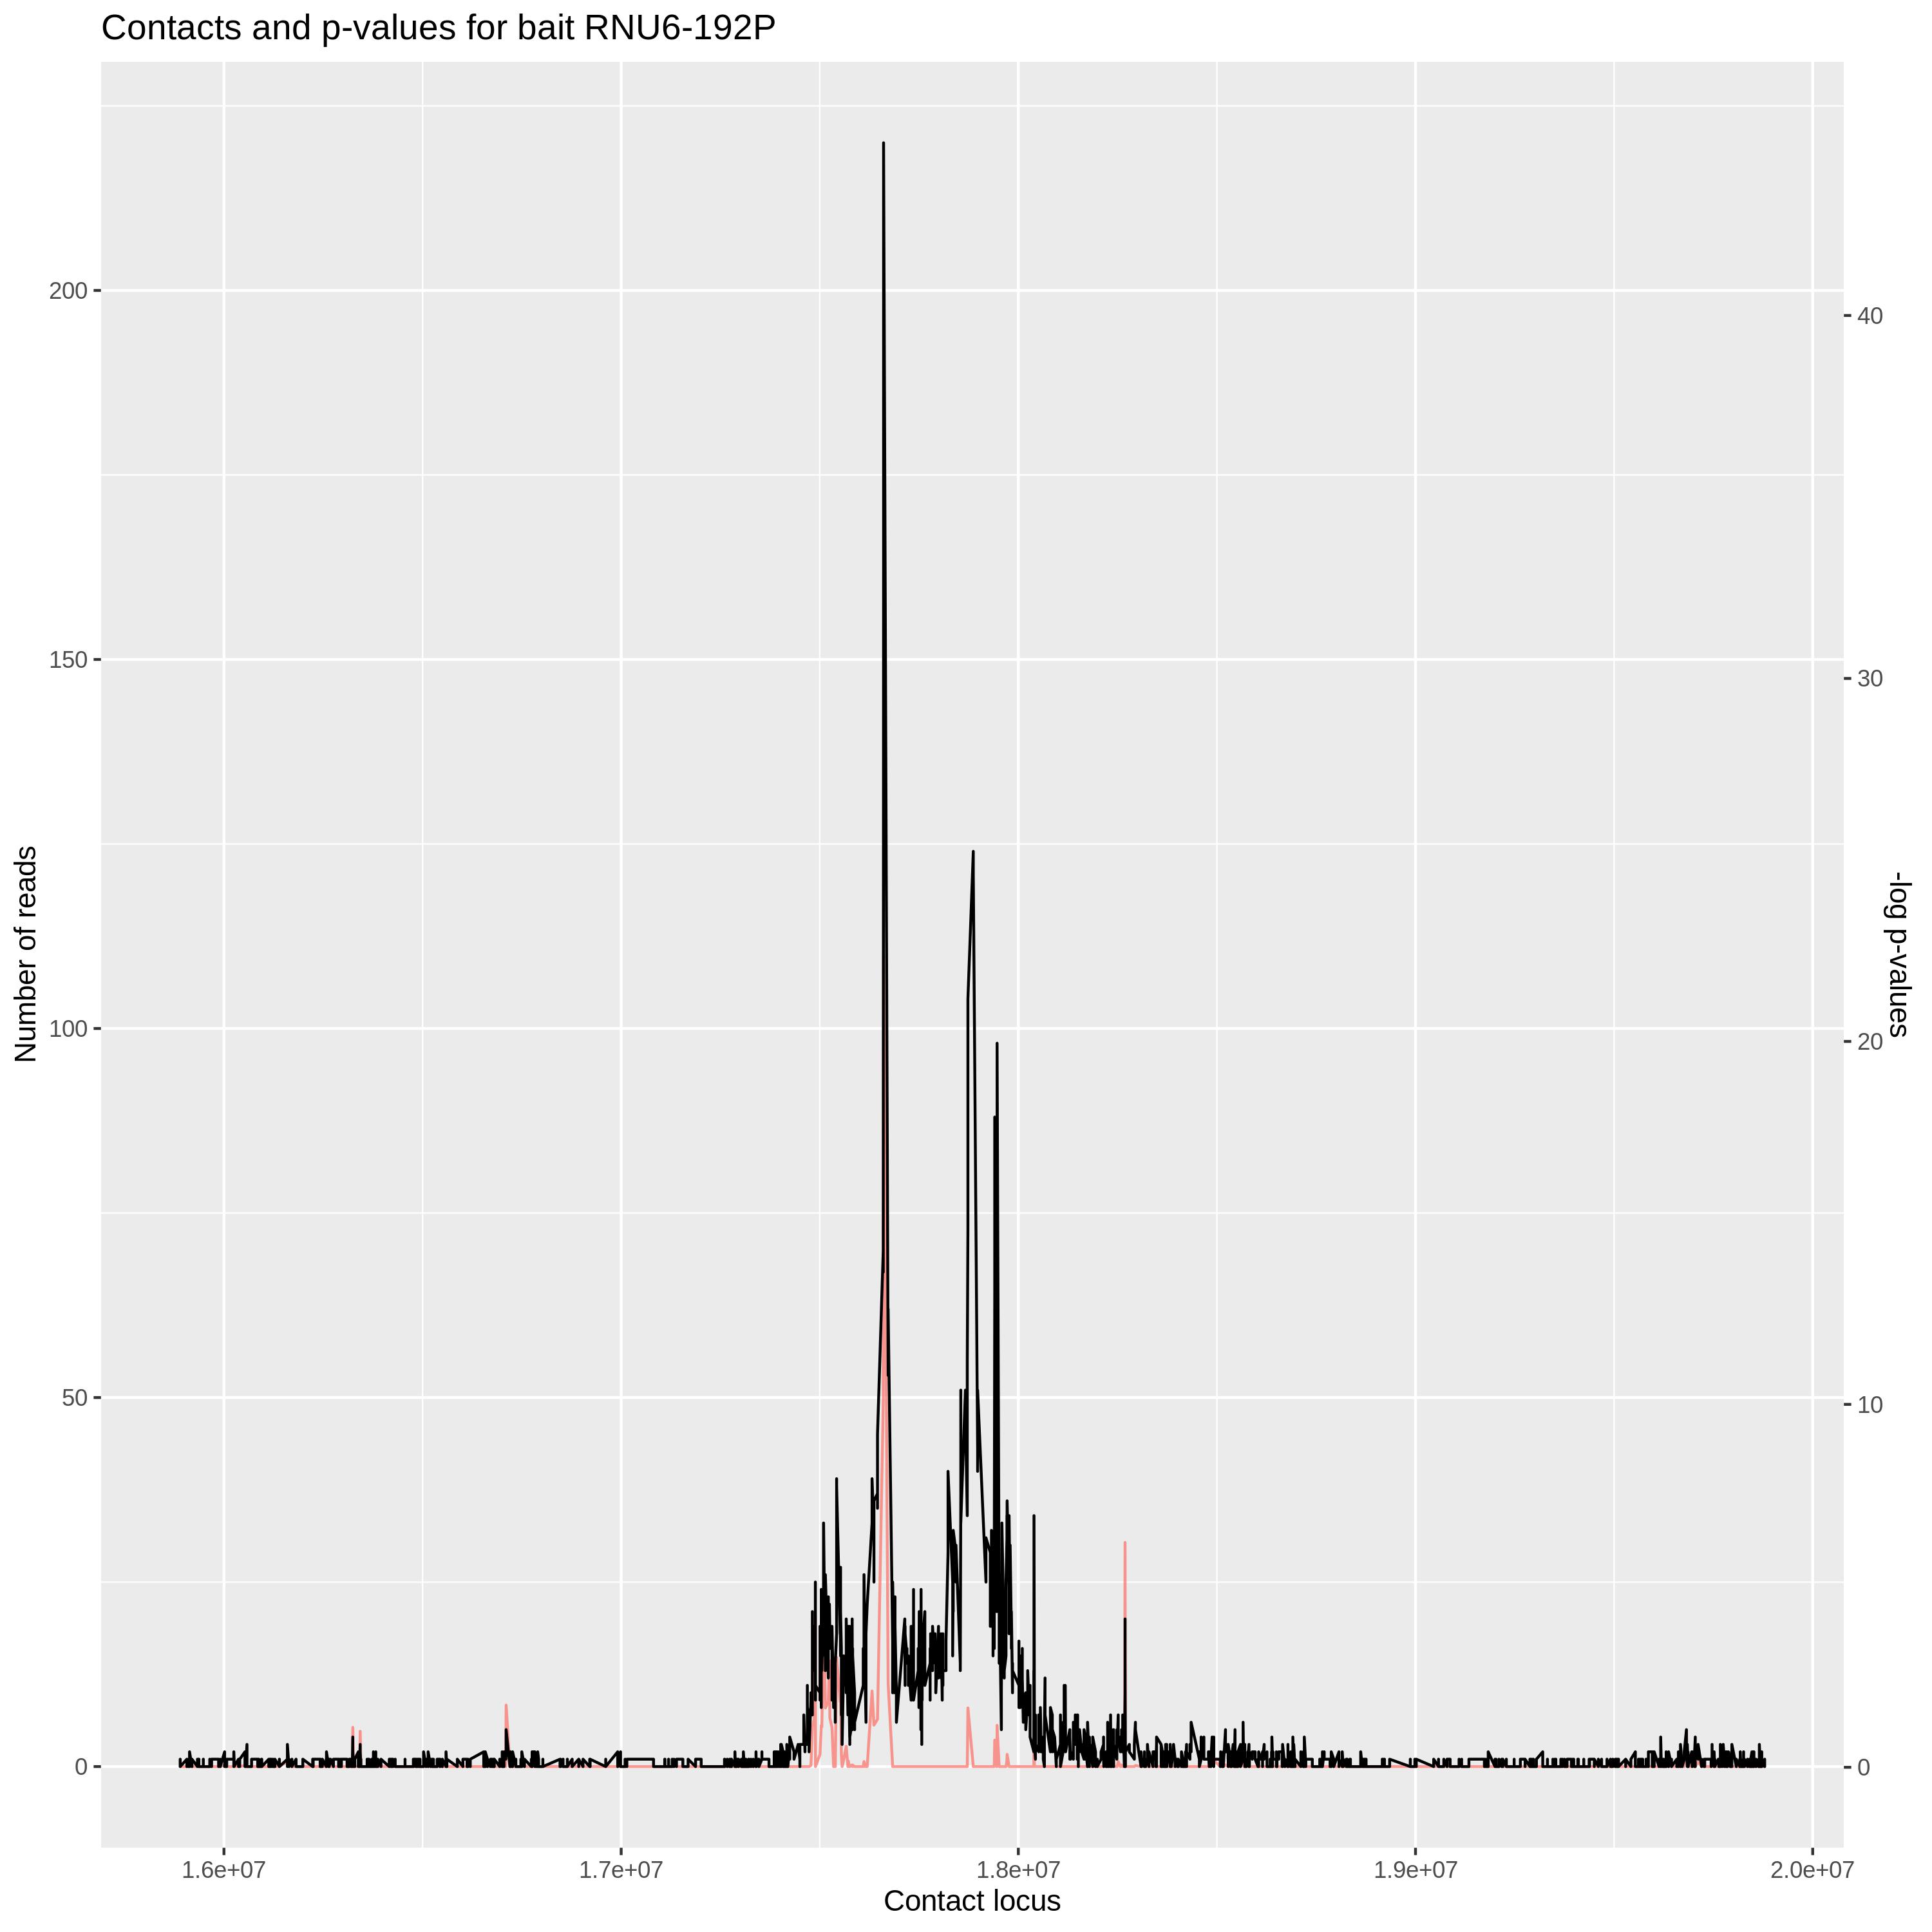 Contacts and p-values for bait RNU6-192P
200
150
100
50
0
40
30
20
10
0
Number of reads
-log p-values
1.6e+07
1.7e+07
1.8e+07
1.9e+07
2.0e+07
Contact locus